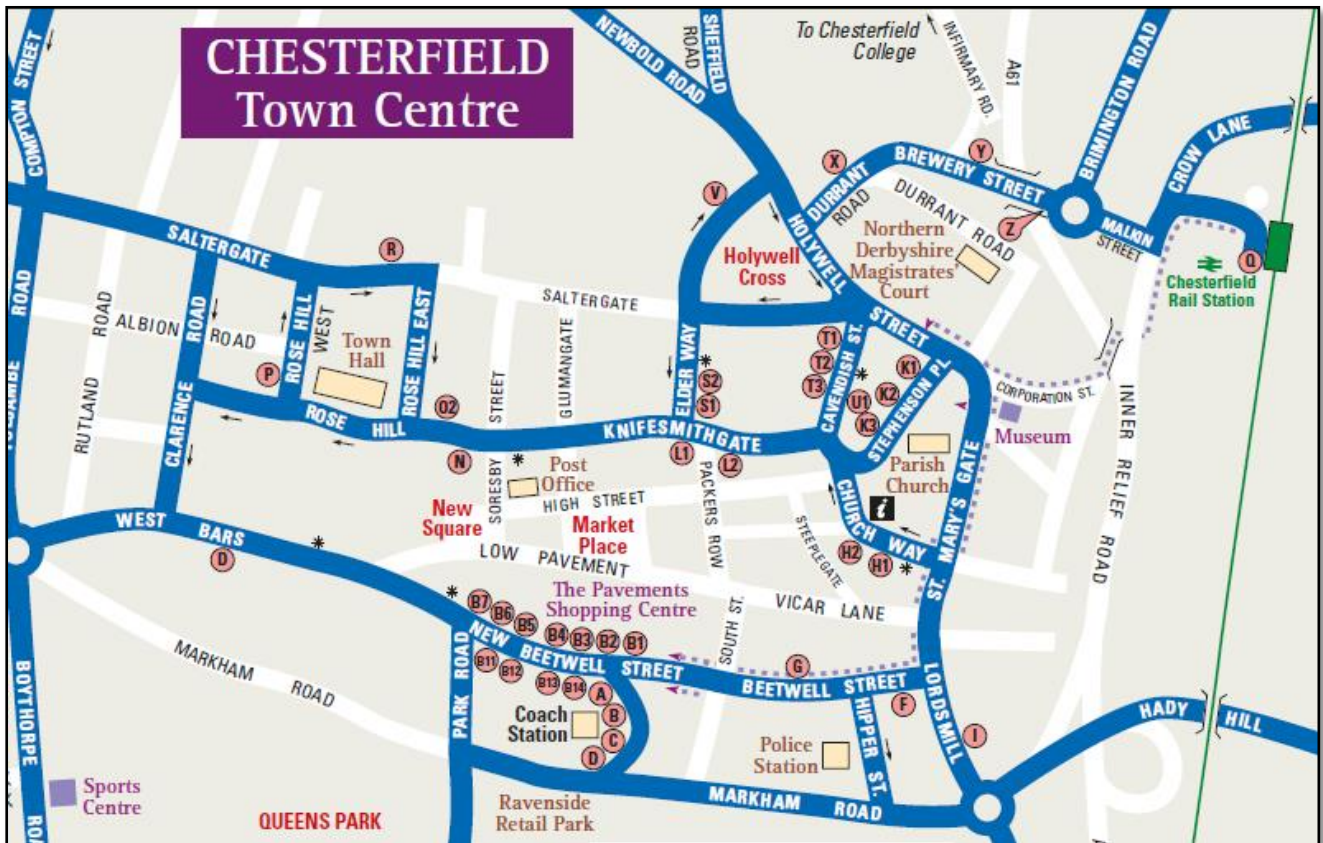 CHESTERFIELD
Town Centre
COMPTON STREET
NEWBOLD ROAD
SHEFFIELD
ROAD
To Chesterfield
College
INFIRMARY RD.
A61
BRIMINGTON ROAD
CROW LANE
SALTERGATE
R
V
X
DURRANT
ROAD
BREWERY STREET
Y
DURRANT ROAD
Z
MALKIN
STREET
Q
Chesterfield
Rail Station
HOLYWELL
STREET
Holywell
Cross
Northern
Derbyshire
Magistrates'
Court
ROAD
RUTLAND ROAD
ALBION ROAD
CLARENCE ROAD
P
ROSE HILL
WEST
Town
Hall
ROSE HILL EAST
ROSE HILL
O2
N
SALTERGATE
SORESBY STREET
GLUMANGATE
ELDER WAY
*
S2
S1
KNIFESMITHGATE
L1
L2
T1
T2
T3
CAVENDISH ST.
*
U1
K1
K2
K3
STEPHENSON PL.
Parish
Church
CORPORATION ST.
Museum
INNER RELIEF ROAD
*
Post
Office
HIGH STREET
New
Square
Market
Place
LOW PAVEMENT
PACKERS ROW
STEEPLEGATE
CHURCH WAY
i
H2
H1
*
ST. MARY'S GATE
VICAR LANE
SOUTH ST.
WEST BARS
D
*
*
The Pavements
Shopping Centre
B7
B6
B5
B4
B3
B2
B1
NEW BEETWELL STREET
B11
B12
B13
B14
A
B
C
D
Coach
Station
PARK ROAD
MARKHAM ROAD
G
BEETWELL STREET
F
LORDSMILL
I
HADY HILL
HIPPER ST.
Police
Station
MARKHAM ROAD
BOYTHORPE ROA
Sports
Centre
QUEENS PARK
Ravenside
Retail Park